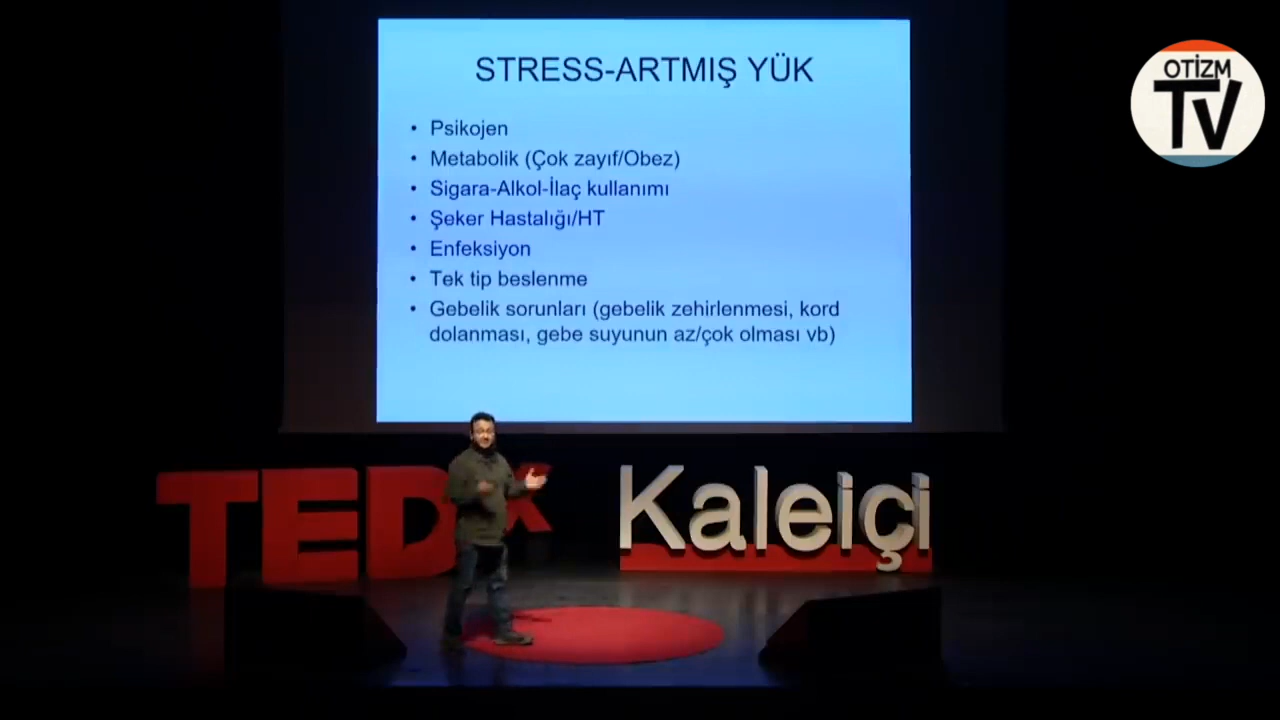 STRESS-ARTMIŞ YÜK
• Psikojen
• Metabolik (Çok zayıf/Obez)
• Sigara-Alkol-İlaç kullanımı
• Şeker Hastalığı/HT
• Enfeksiyon
• Tek tip beslenme
• Gebelik sorunları (gebelik zehirlenmesi, kord
dolanması, gebe suyunun az/çok olması vb)
OTİZM
TV
TEDx Kaleiçi